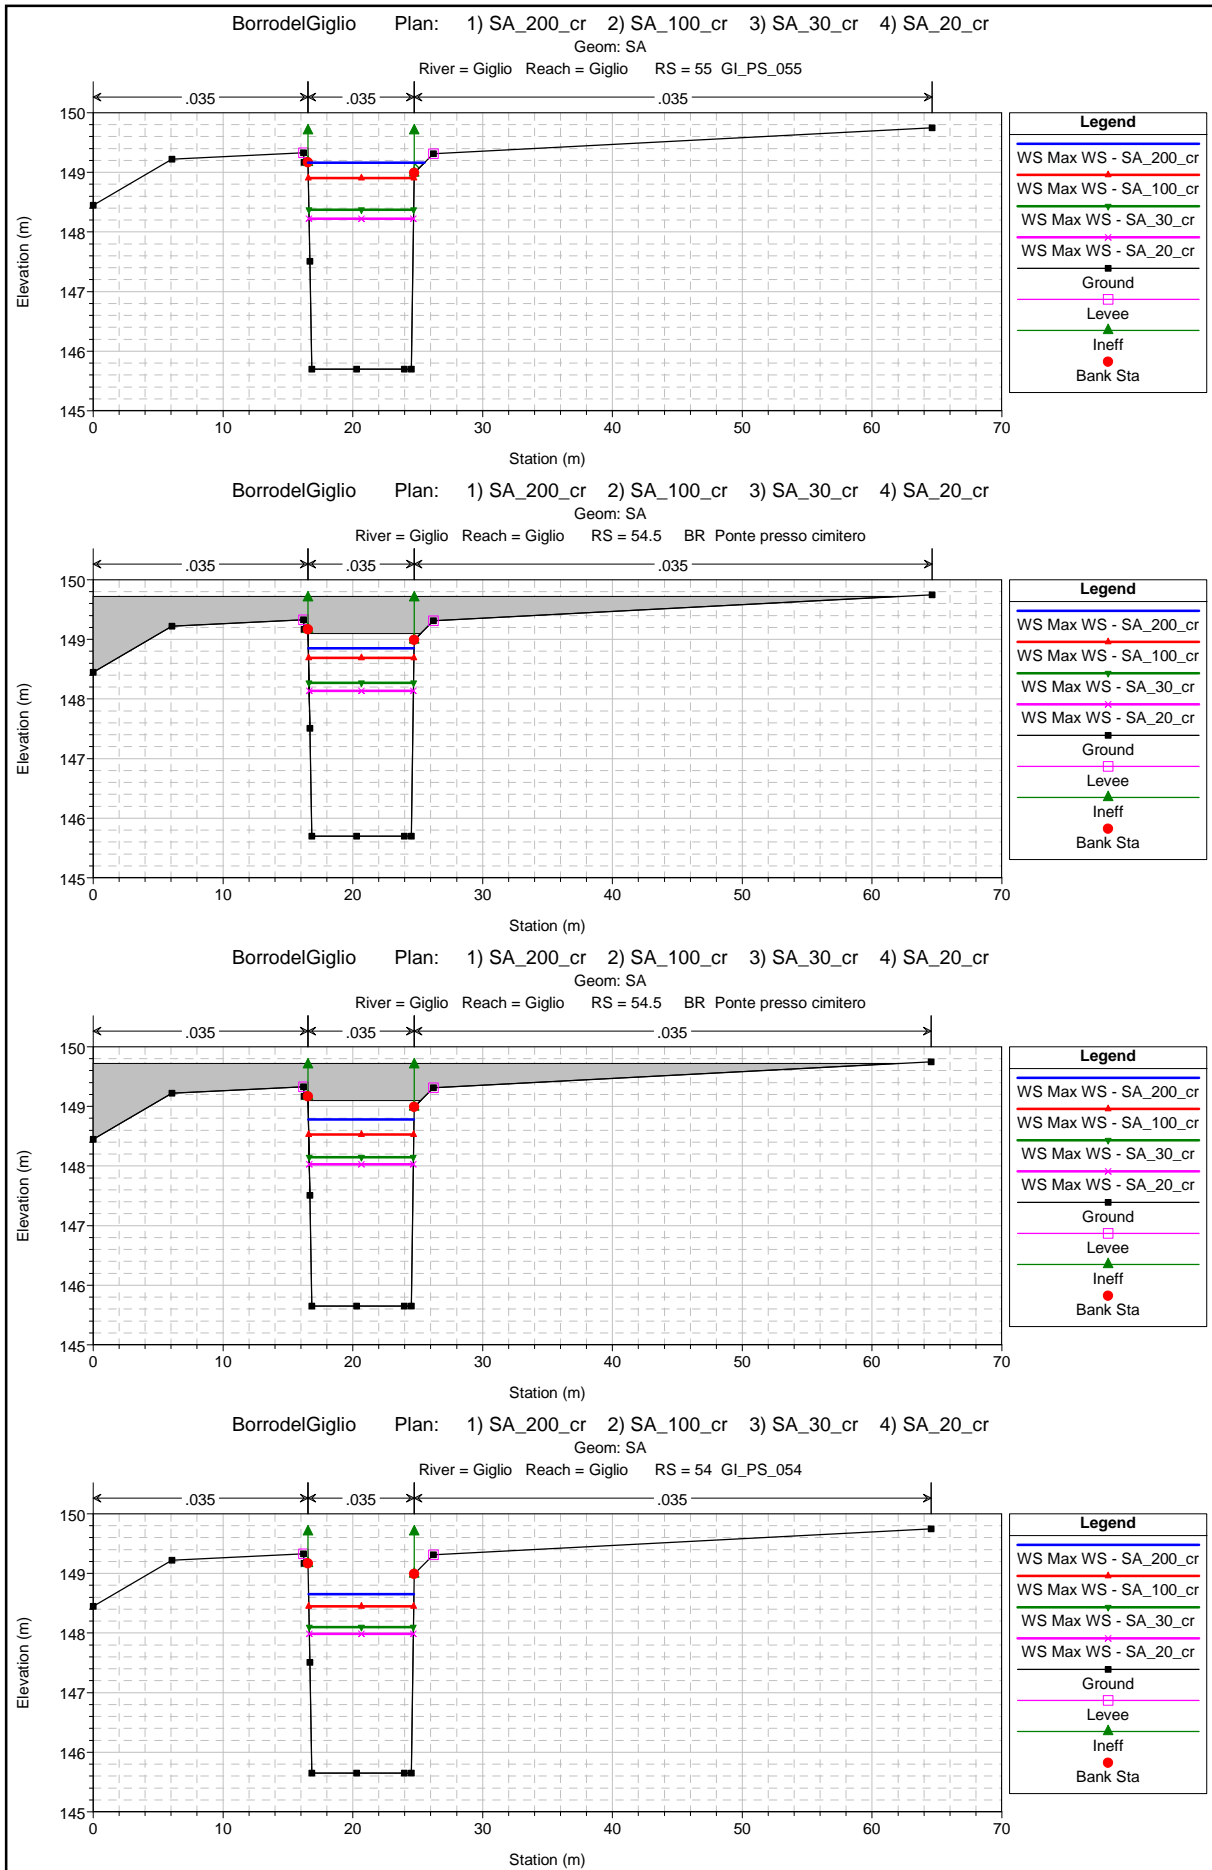 BorrodelGiglio Plan: 1) SA_200_cr 2) SA_100_cr 3) SA_30_cr 4) SA_20_cr
Geom: SA
River = Giglio Reach = Giglio RS = 55 GI_PS_055
.035 .035 .035
150
149
148
147
146
145
Elevation (m)
0 10 20 30 40 50 60 70
Station (m)
Legend
WS Max WS - SA_200_cr
WS Max WS - SA_100_cr
WS Max WS - SA_30_cr
WS Max WS - SA_20_cr
Ground
Levee
Ineff
Bank Sta
BorrodelGiglio Plan: 1) SA_200_cr 2) SA_100_cr 3) SA_30_cr 4) SA_20_cr
Geom: SA
River = Giglio Reach = Giglio RS = 54.5 BR Ponte presso cimitero
.035 .035 .035
150
149
148
147
146
145
Elevation (m)
0 10 20 30 40 50 60 70
Station (m)
Legend
WS Max WS - SA_200_cr
WS Max WS - SA_100_cr
WS Max WS - SA_30_cr
WS Max WS - SA_20_cr
Ground
Levee
Ineff
Bank Sta
BorrodelGiglio Plan: 1) SA_200_cr 2) SA_100_cr 3) SA_30_cr 4) SA_20_cr
Geom: SA
River = Giglio Reach = Giglio RS = 54.5 BR Ponte presso cimitero
.035 .035 .035
150
149
148
147
146
145
Elevation (m)
0 10 20 30 40 50 60 70
Station (m)
Legend
WS Max WS - SA_200_cr
WS Max WS - SA_100_cr
WS Max WS - SA_30_cr
WS Max WS - SA_20_cr
Ground
Levee
Ineff
Bank Sta
BorrodelGiglio Plan: 1) SA_200_cr 2) SA_100_cr 3) SA_30_cr 4) SA_20_cr
Geom: SA
River = Giglio Reach = Giglio RS = 54 GI_PS_054
.035 .035 .035
150
149
148
147
146
145
Elevation (m)
0 10 20 30 40 50 60 70
Station (m)
Legend
WS Max WS - SA_200_cr
WS Max WS - SA_100_cr
WS Max WS - SA_30_cr
WS Max WS - SA_20_cr
Ground
Levee
Ineff
Bank Sta